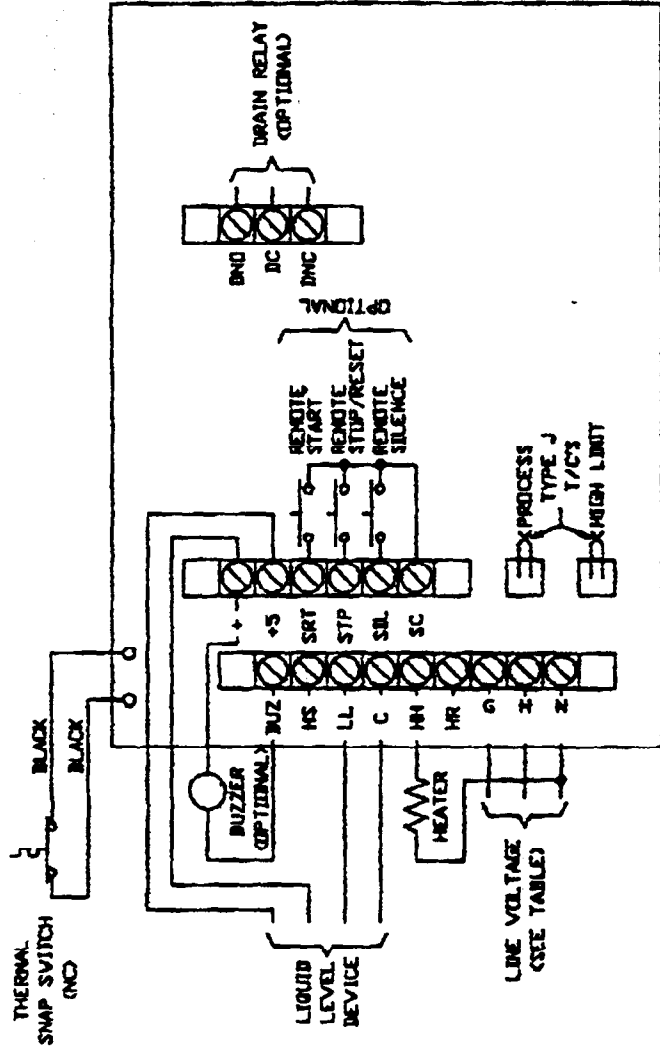 THERMAL
SNAP SWITCH
(NC)
BLACK
BLACK
DRAIN RELAY
(OPTIONAL)
DNO
DC
DNC
OPTIONAL
REMOTE
START
REMOTE
STOP/RESET
REMOTE
SILENCE
+
-
+5
SRT
STP
SIL
SC
PROCESS
TYPE J
T/C'S
HIGH LIMIT
BUZ
HS
LL
C
HH
HR
G
H
N
BUZZER
(OPTIONAL)
HEATER
LIQUID
LEVEL
DEVICE
LINE VOLTAGE
(SEE TABLE)